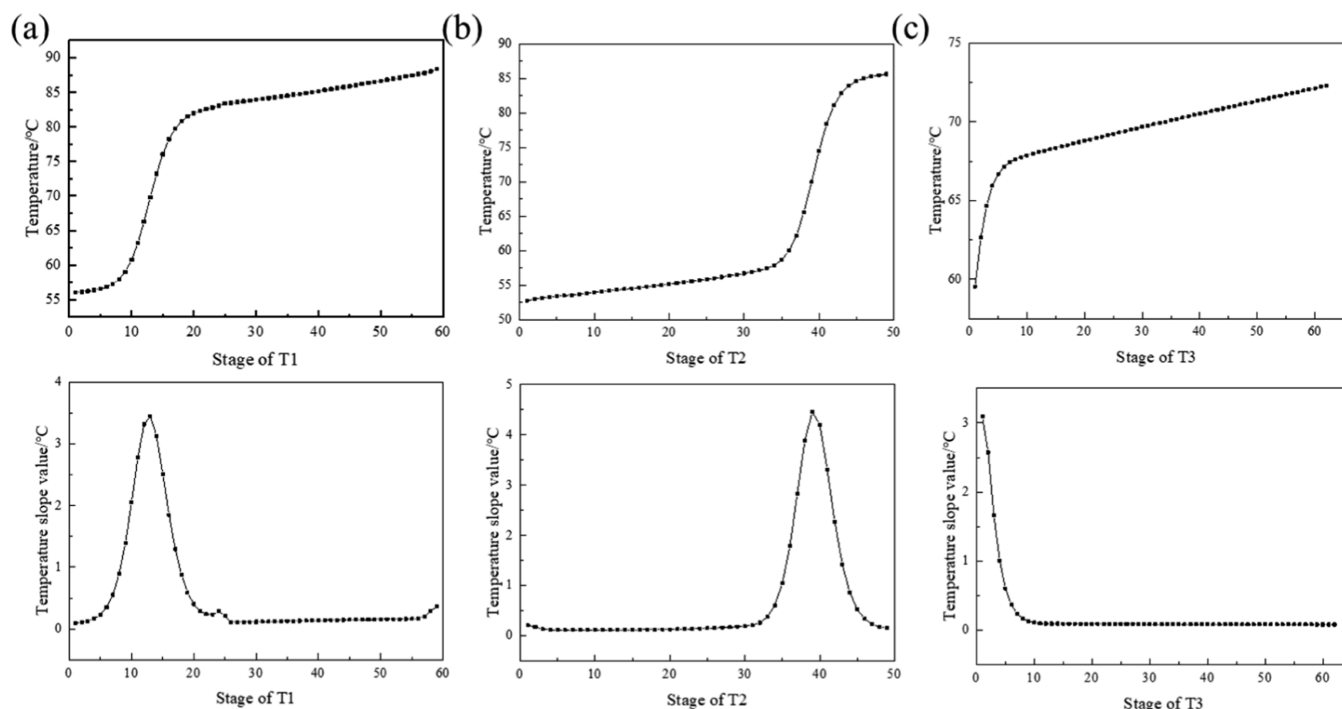 (a)
Temperature/°C
90
85
80
75
70
65
60
55
0 10 20 30 40 50 60
Stage of T1
(b)
Temperature/°C
90
85
80
75
70
65
60
55
50
0 10 20 30 40 50
Stage of T2
(c)
Temperature/°C
75
70
65
60
0 10 20 30 40 50 60
Stage of T3
Temperature slope value/°C
4
3
2
1
0
0 10 20 30 40 50 60
Stage of T1
Temperature slope value/°C
5
4
3
2
1
0
0 10 20 30 40 50
Stage of T2
Temperature slope value/°C
3
2
1
0
0 10 20 30 40 50 60
Stage of T3